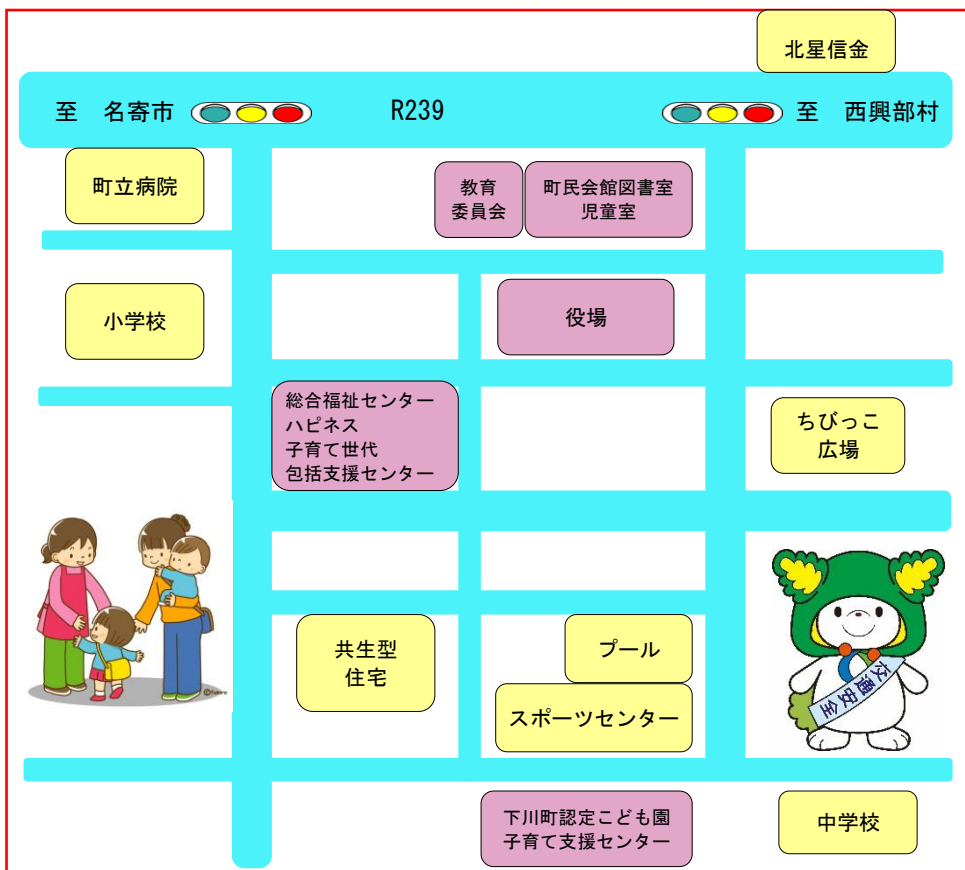 北星信金
至　名寄市
R239
至　西興部村
町立病院
教育
委員会
町民会館図書室
児童室
小学校
役場
総合福祉センター
ハピネス
子育て世代
包括支援センター
ちびっこ
広場
共生型
住宅
プール
スポーツセンター
交通安全
下川町認定こども園
子育て支援センター
中学校